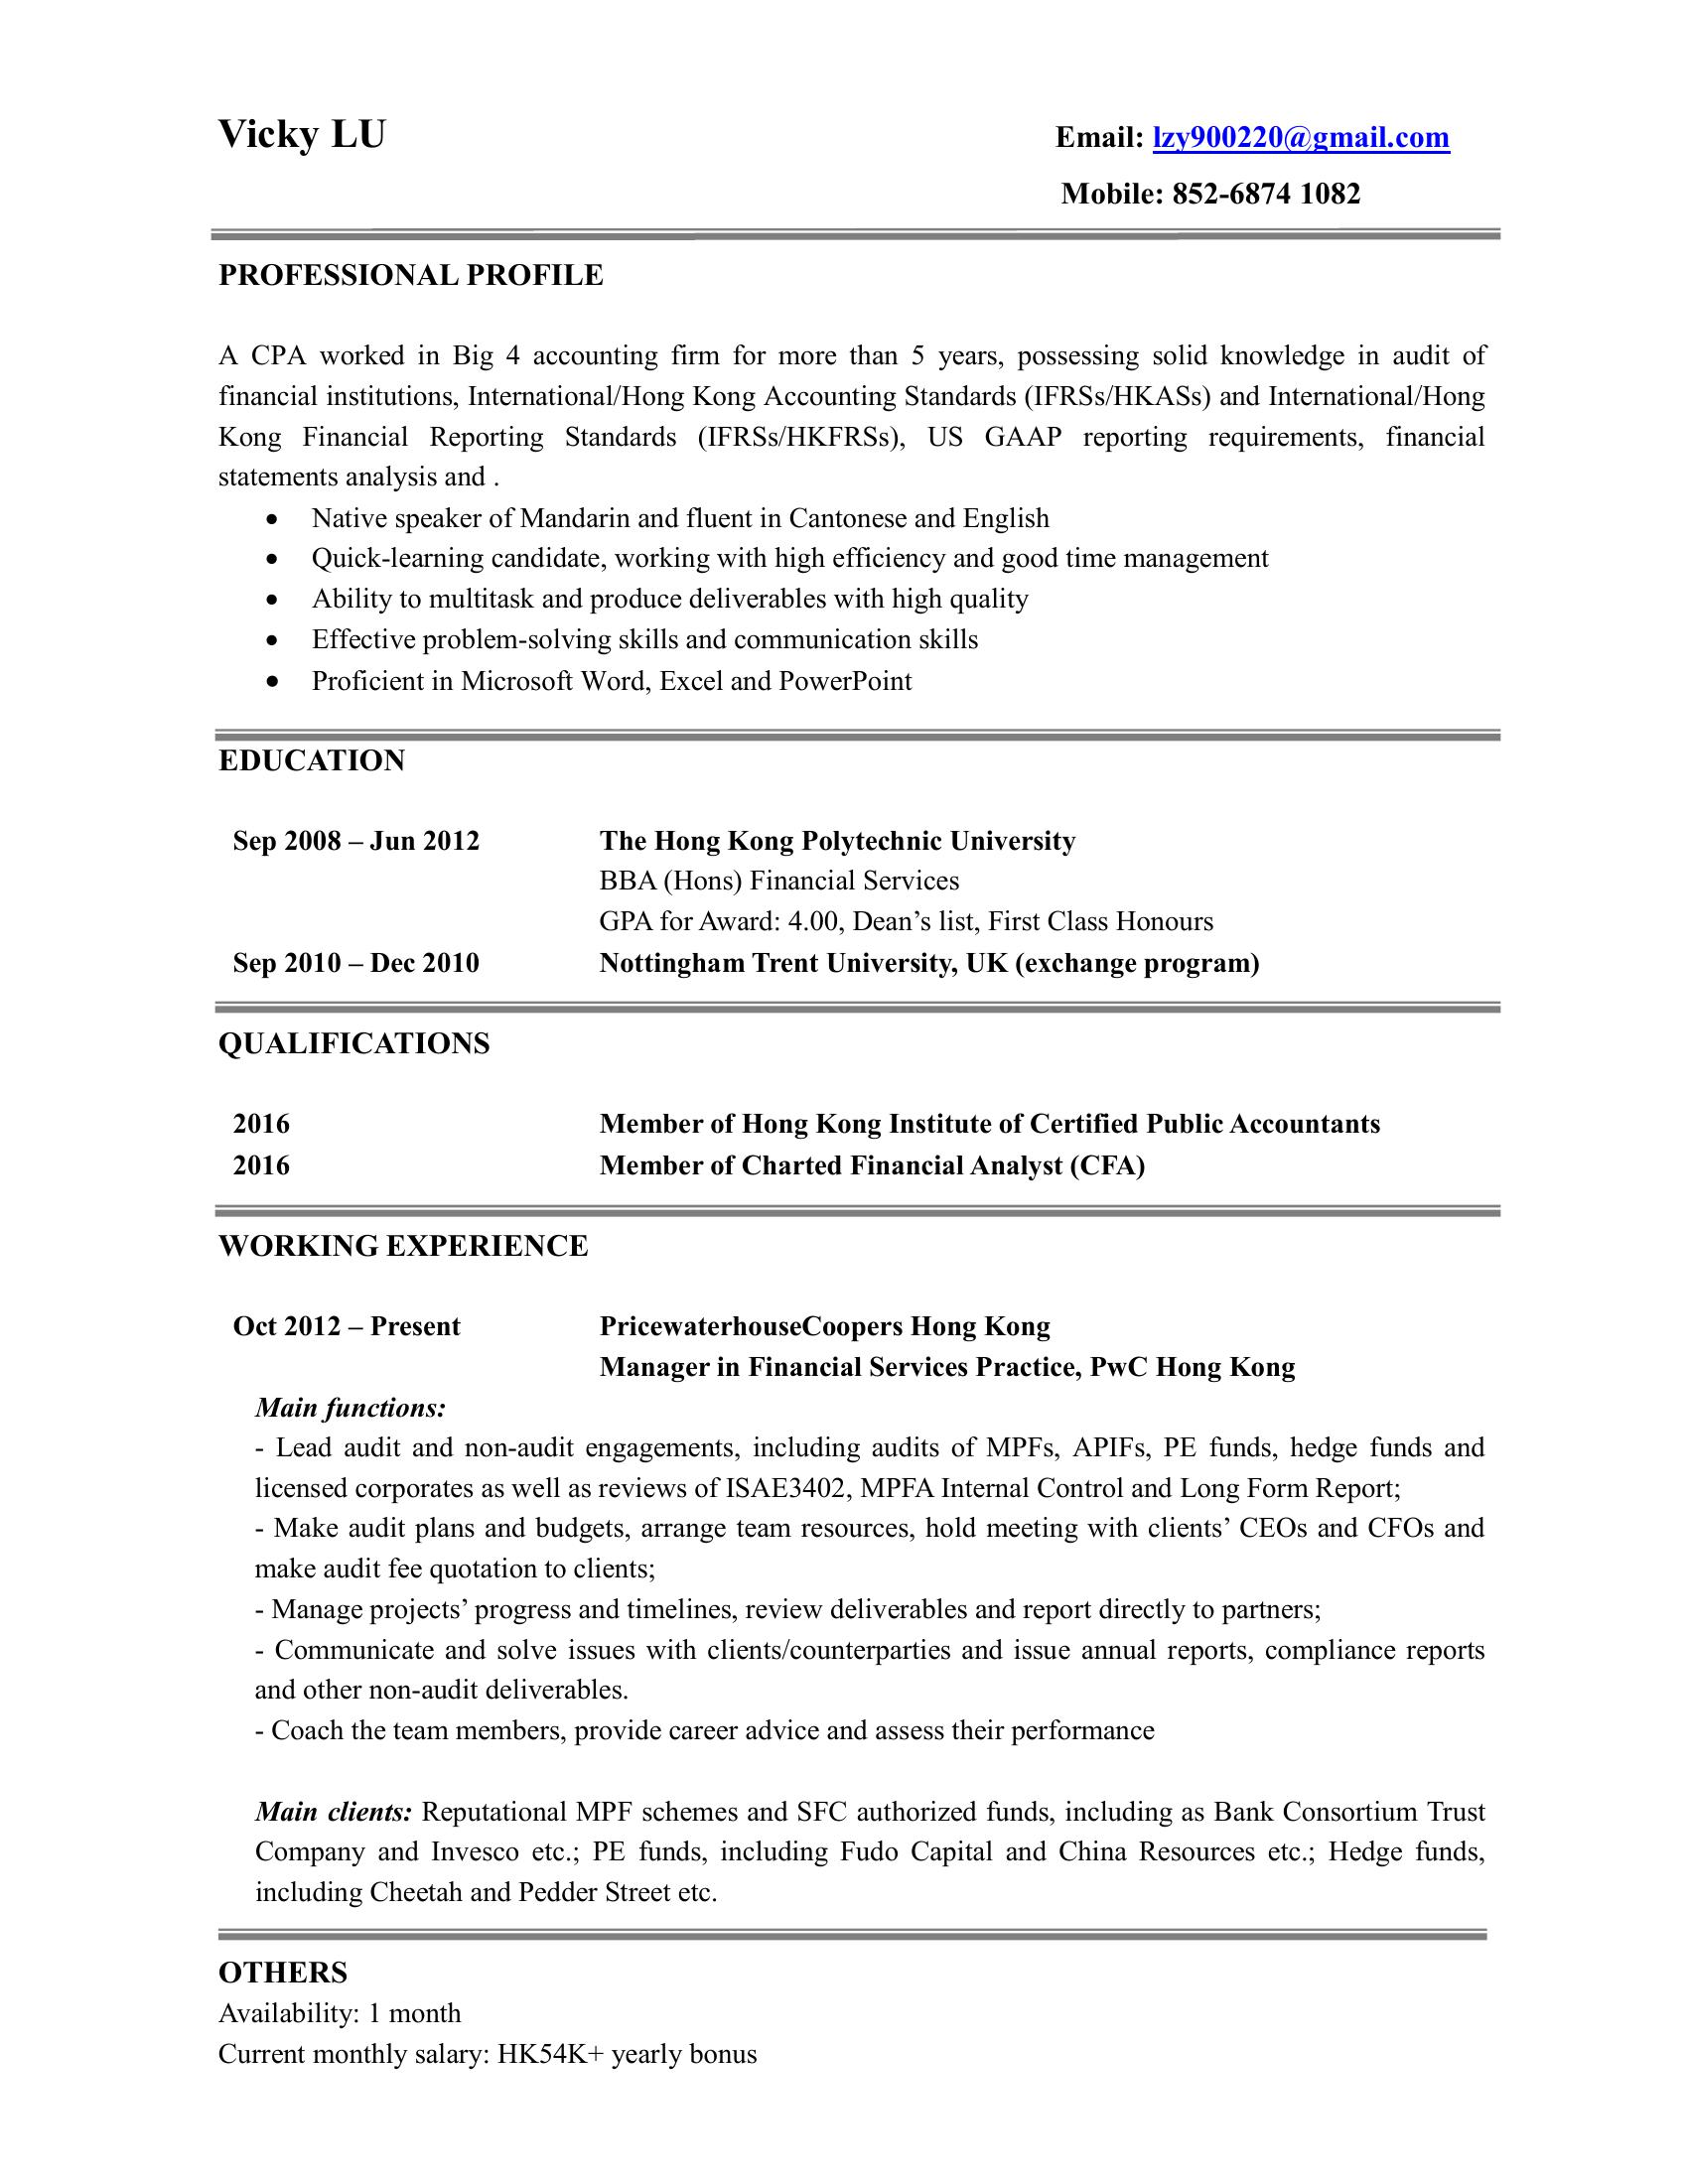 Vicky LU Email: lzy900220@gmail.com
Mobile: 852-6874 1082
PROFESSIONAL PROFILE
A CPA worked in Big 4 accounting firm for more than 5 years, possessing solid knowledge in audit of
financial institutions, International/Hong Kong Accounting Standards (IFRSs/HKASs) and International/Hong
Kong Financial Reporting Standards (IFRSs/HKFRSs), US GAAP reporting requirements, financial
statements analysis and .
• Native speaker of Mandarin and fluent in Cantonese and English
• Quick-learning candidate, working with high efficiency and good time management
• Ability to multitask and produce deliverables with high quality
• Effective problem-solving skills and communication skills
• Proficient in Microsoft Word, Excel and PowerPoint
EDUCATION
Sep 2008 – Jun 2012 The Hong Kong Polytechnic University
BBA (Hons) Financial Services
GPA for Award: 4.00, Dean’s list, First Class Honours
Sep 2010 – Dec 2010 Nottingham Trent University, UK (exchange program)
QUALIFICATIONS
2016 Member of Hong Kong Institute of Certified Public Accountants
2016 Member of Charted Financial Analyst (CFA)
WORKING EXPERIENCE
Oct 2012 – Present PricewaterhouseCoopers Hong Kong
Manager in Financial Services Practice, PwC Hong Kong
Main functions:
- Lead audit and non-audit engagements, including audits of MPFs, APIFs, PE funds, hedge funds and
licensed corporates as well as reviews of ISAE3402, MPFA Internal Control and Long Form Report;
- Make audit plans and budgets, arrange team resources, hold meeting with clients’ CEOs and CFOs and
make audit fee quotation to clients;
- Manage projects’ progress and timelines, review deliverables and report directly to partners;
- Communicate and solve issues with clients/counterparties and issue annual reports, compliance reports
and other non-audit deliverables.
- Coach the team members, provide career advice and assess their performance
Main clients: Reputational MPF schemes and SFC authorized funds, including as Bank Consortium Trust
Company and Invesco etc.; PE funds, including Fudo Capital and China Resources etc.; Hedge funds,
including Cheetah and Pedder Street etc.
OTHERS
Availability: 1 month
Current monthly salary: HK54K+ yearly bonus